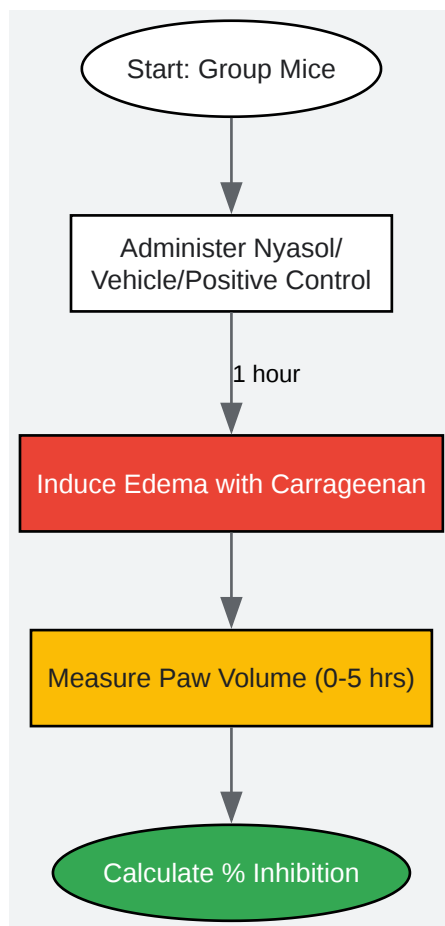 Start: Group Mice
Administer Nyasol/
Vehicle/Positive Control
1 hour
Induce Edema with Carrageenan
Measure Paw Volume (0-5 hrs)
Calculate % Inhibition